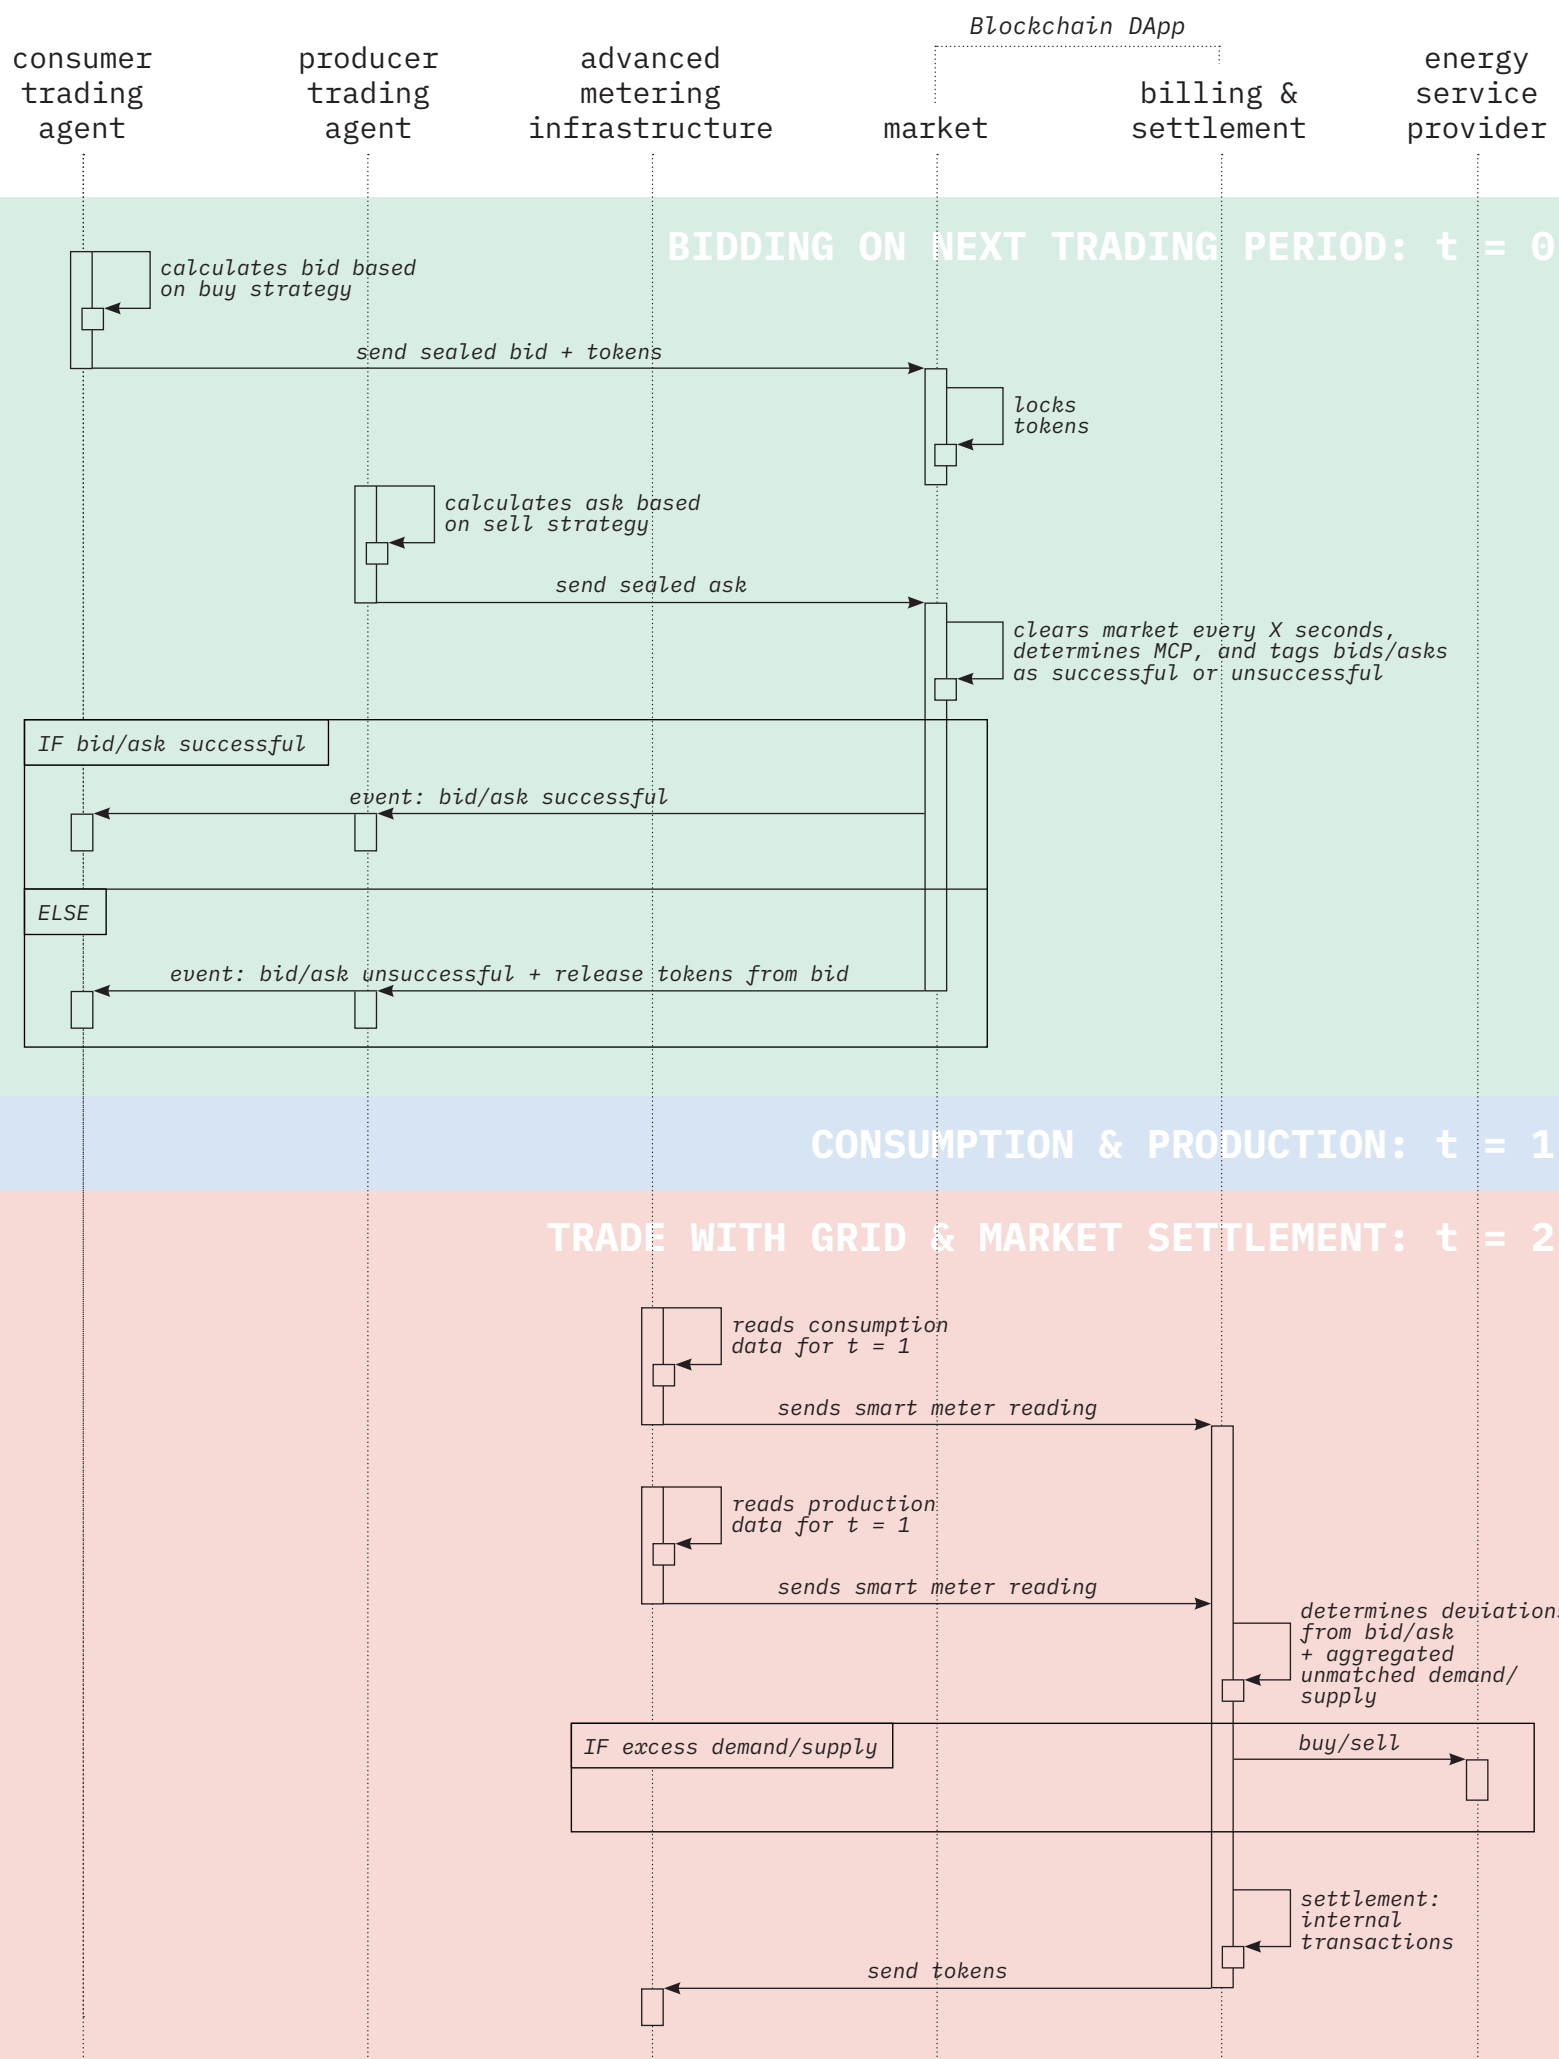 Blockchain DApp
consumer
trading
agent
producer
trading
agent
advanced
metering
infrastructure
market
billing &
settlement
energy
service
provider
BIDDING ON NEXT TRADING PERIOD: t = 0
calculates bid based
on buy strategy
send sealed bid + tokens
locks
tokens
calculates ask based
on sell strategy
send sealed ask
clears market every X seconds,
determines MCP, and tags bids/asks
as successful or unsuccessful
IF bid/ask successful
event: bid/ask successful
ELSE
event: bid/ask unsuccessful + release tokens from bid
CONSUMPTION & PRODUCTION: t = 1
TRADE WITH GRID & MARKET SETTLEMENT: t = 2
reads consumption
data for t = 1
sends smart meter reading
reads production
data for t = 1
sends smart meter reading
determines deviations
from bid/ask
+ aggregated
unmatched demand/
supply
IF excess demand/supply
buy/sell
settlement:
internal
transactions
send tokens